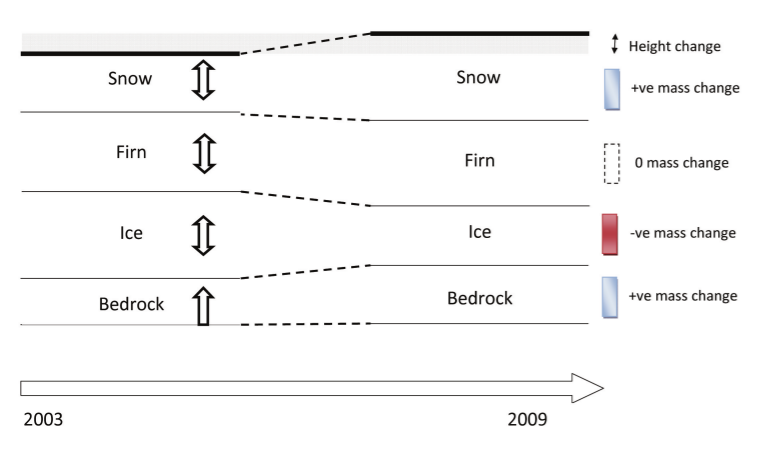 Snow
Snow
Height change
+ve mass change
Firn
Firn
0 mass change
Ice
Ice
-ve mass change
Bedrock
Bedrock
+ve mass change
2003
2009